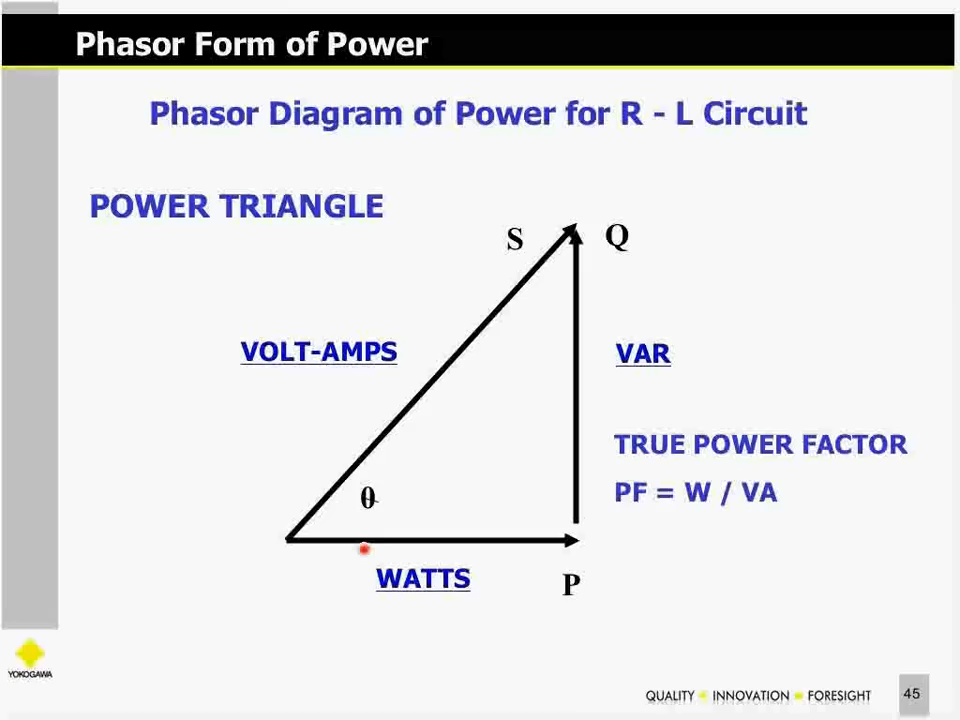 Phasor Form of Power
Phasor Diagram of Power for R - L Circuit
POWER TRIANGLE
S
Q
VOLT-AMPS
VAR
TRUE POWER FACTOR
PF = W / VA
θ
WATTS
P
YOKOGAWA
QUALITY INNOVATION FORESIGHT
45